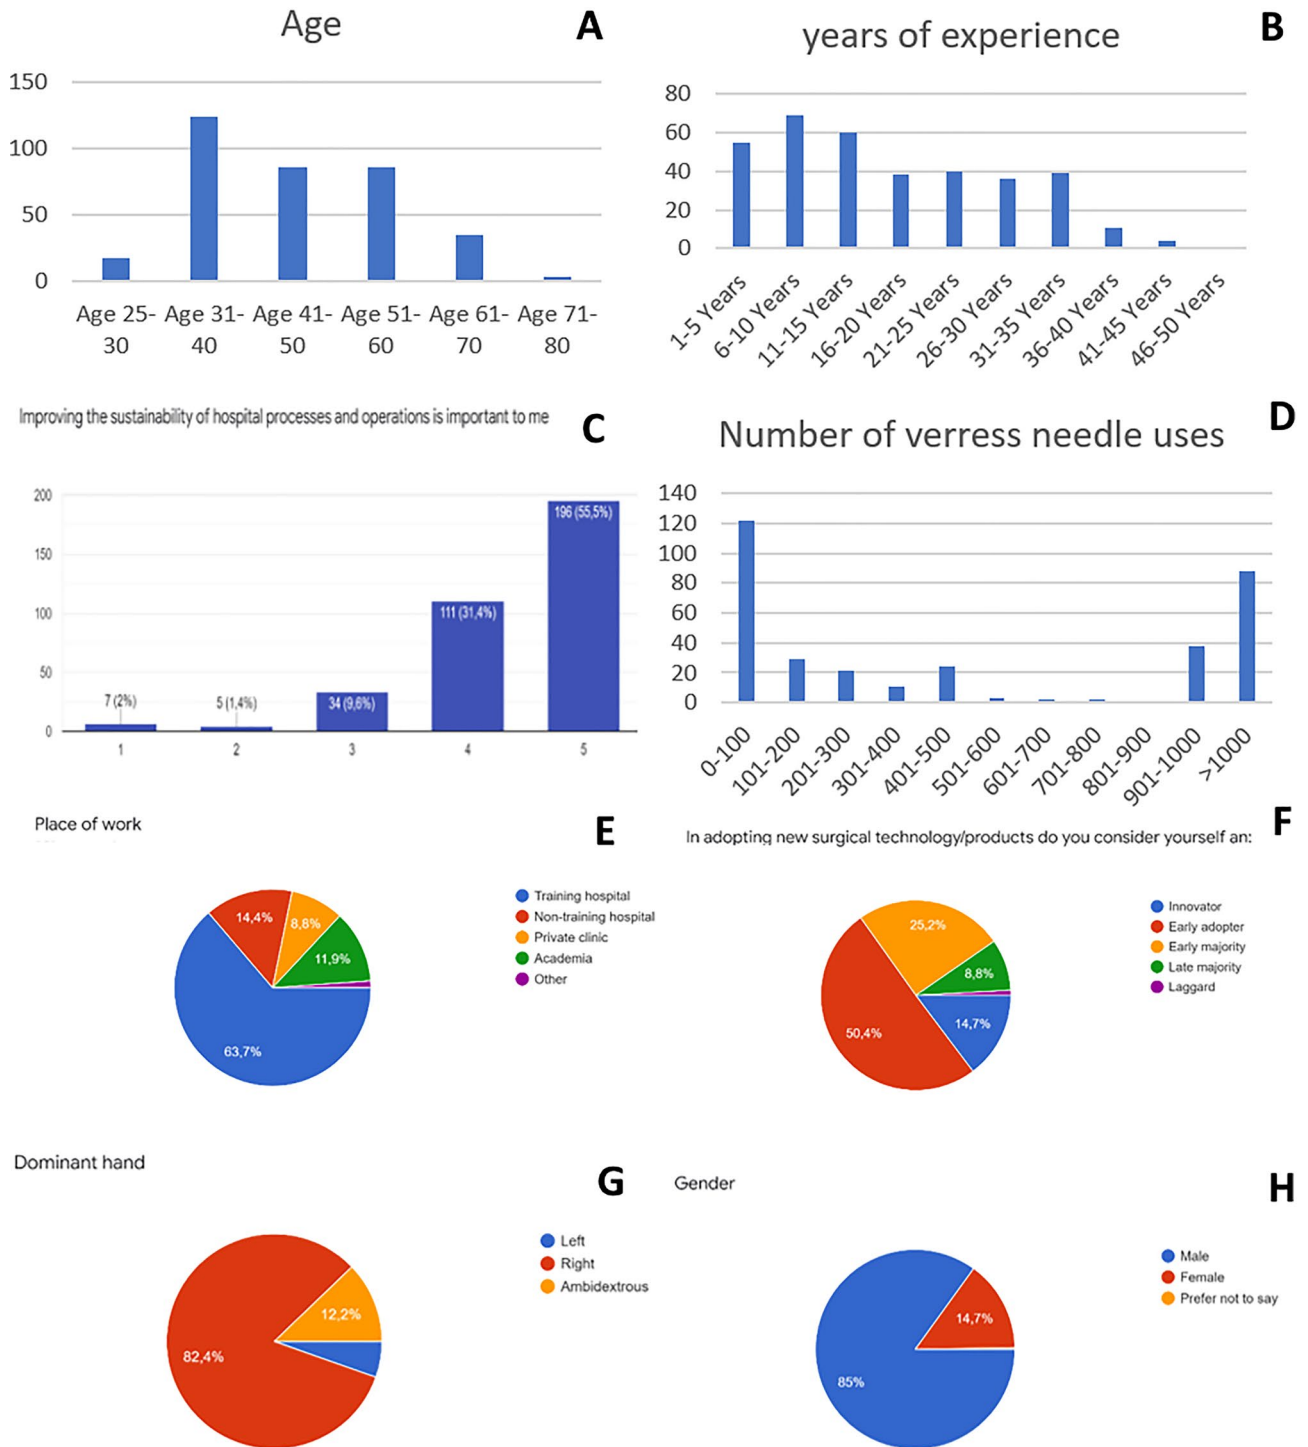 Age
A
150
100
50
0
Age 25-30
Age 31-40
Age 41-50
Age 51-60
Age 61-70
Age 71-80
years of experience
B
80
60
40
20
0
1-5 Years
6-10 Years
11-15 Years
16-20 Years
21-25 Years
26-30 Years
31-35 Years
36-40 Years
41-45 Years
46-50 Years
Improving the sustainability of hospital processes and operations is important to me
C
200
150
100
50
0
7 (2%)
5 (1,4%)
34 (9,6%)
111 (31,4%)
196 (55,5%)
1
2
3
4
5
Number of verress needle uses
D
140
120
100
80
60
40
20
0
0-100
101-200
201-300
301-400
401-500
501-600
601-700
701-800
801-900
901-1000
>1000
Place of work
E
14,4%
8,8%
11,9%
63,7%
Training hospital
Non-training hospital
Private clinic
Academia
Other
In adopting new surgical technology/products do you consider yourself an:
F
25,2%
8,8%
14,7%
50,4%
Innovator
Early adopter
Early majority
Late majority
Laggard
Dominant hand
G
12,2%
82,4%
Left
Right
Ambidextrous
Gender
H
14,7%
85%
Male
Female
Prefer not to say